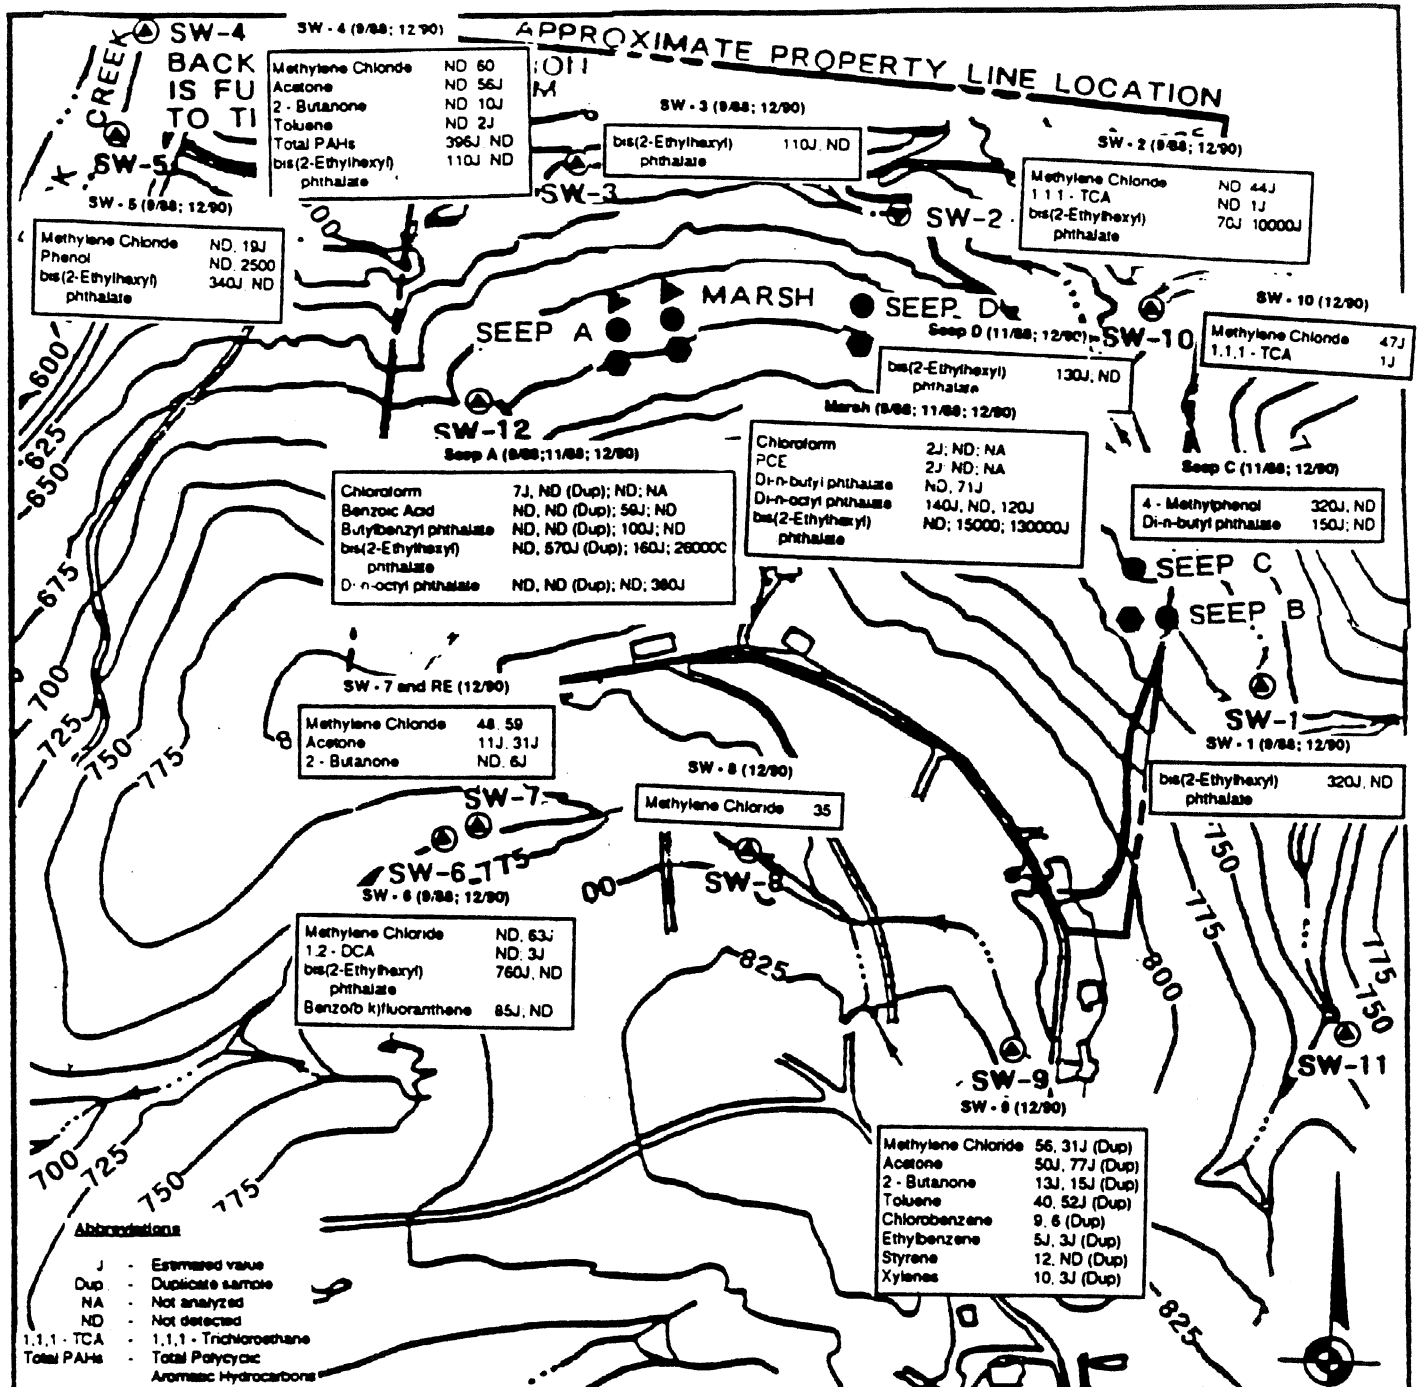 SW-4
BACK
IS FU
TO TI
CREEK
K
SW-5
APPROXIMATE PROPERTY LINE LOCATION
SW - 4 (9/88; 12/90)
Methylene Chloride ND 60
Acetone ND 56J
2 - Butanone ND 10J
Toluene ND 2J
Total PAHs 396J ND
bis(2-Ethylhexyl) 110J ND
phthalate
SW - 3 (9/88; 12/90)
bis(2-Ethylhexyl) 110J, ND
phthalate
SW-3
SW - 2 (9/88; 12/90)
Methylene Chloride ND 44J
1 1 1 - TCA ND 1J
bis(2-Ethylhexyl) 70J 10000J
phthalate
SW-2
SW - 5 (9/88; 12/90)
Methylene Chloride ND, 19J
Phenol ND, 2500
bis(2-Ethylhexyl) 340J, ND
phthalate
SEEP A
MARSH
SEEP D
SW-10
SW - 10 (12/90)
Methylene Chloride 47J
1,1,1 - TCA 1J
Seep D (11/88; 12/90)
bis(2-Ethylhexyl) 130J, ND
phthalate
600
625
650
675
700
725
750
775
SW-12
Seep A (9/88;11/88; 12/90)
Chloroform 7J, ND (Dup); ND; NA
Benzoic Acid ND, ND (Dup); 59J; ND
Butylbenzyl phthalate ND, ND (Dup); 100J; ND
bis(2-Ethylhexyl) ND, 570J (Dup); 160J; 26000C
phthalate
Di-n-octyl phthalate ND, ND (Dup); ND; 380J
Marsh (9/88; 11/88; 12/90)
Chloroform 2J; ND; NA
PCE 2J; ND; NA
Di-n-butyl phthalate ND, 71J
Di-n-octyl phthalate 140J, ND, 120J
bis(2-Ethylhexyl) ND; 15000; 130000J
phthalate
Seep C (11/88; 12/90)
4 - Methylphenol 320J, ND
Di-n-butyl phthalate 150J; ND
SEEP C
SEEP B
SW-1
SW - 1 (9/88; 12/90)
bis(2-Ethylhexyl) 320J, ND
phthalate
SW - 7 and RE (12/90)
Methylene Chloride 48, 59
Acetone 11J, 31J
2 - Butanone ND, 6J
8
SW-7
SW-6
775
SW - 8 (12/90)
Methylene Chloride 35
SW-8
00
SW - 6 (9/88; 12/90)
Methylene Chloride ND, 63J
1,2 - DCA ND; 3J
bis(2-Ethylhexyl) 760J, ND
phthalate
Benzo(b k)fluoranthene 85J, ND
825
800
750
775
775
750
SW-11
SW-9
SW - 9 (12/90)
Methylene Chloride 56, 31J (Dup)
Acetone 50J, 77J (Dup)
2 - Butanone 13J, 15J (Dup)
Toluene 40, 52J (Dup)
Chlorobenzene 9, 6 (Dup)
Ethylbenzene 5J, 3J (Dup)
Styrene 12, ND (Dup)
Xylenes 10, 3J (Dup)
700
725
750
775
825
Abbreviations
J - Estimated value
Dup - Duplicate sample
NA - Not analyzed
ND - Not detected
1,1,1 - TCA - 1,1,1 - Trichloroethane
Total PAHs - Total Polycyclic
Aromatic Hydrocarbons